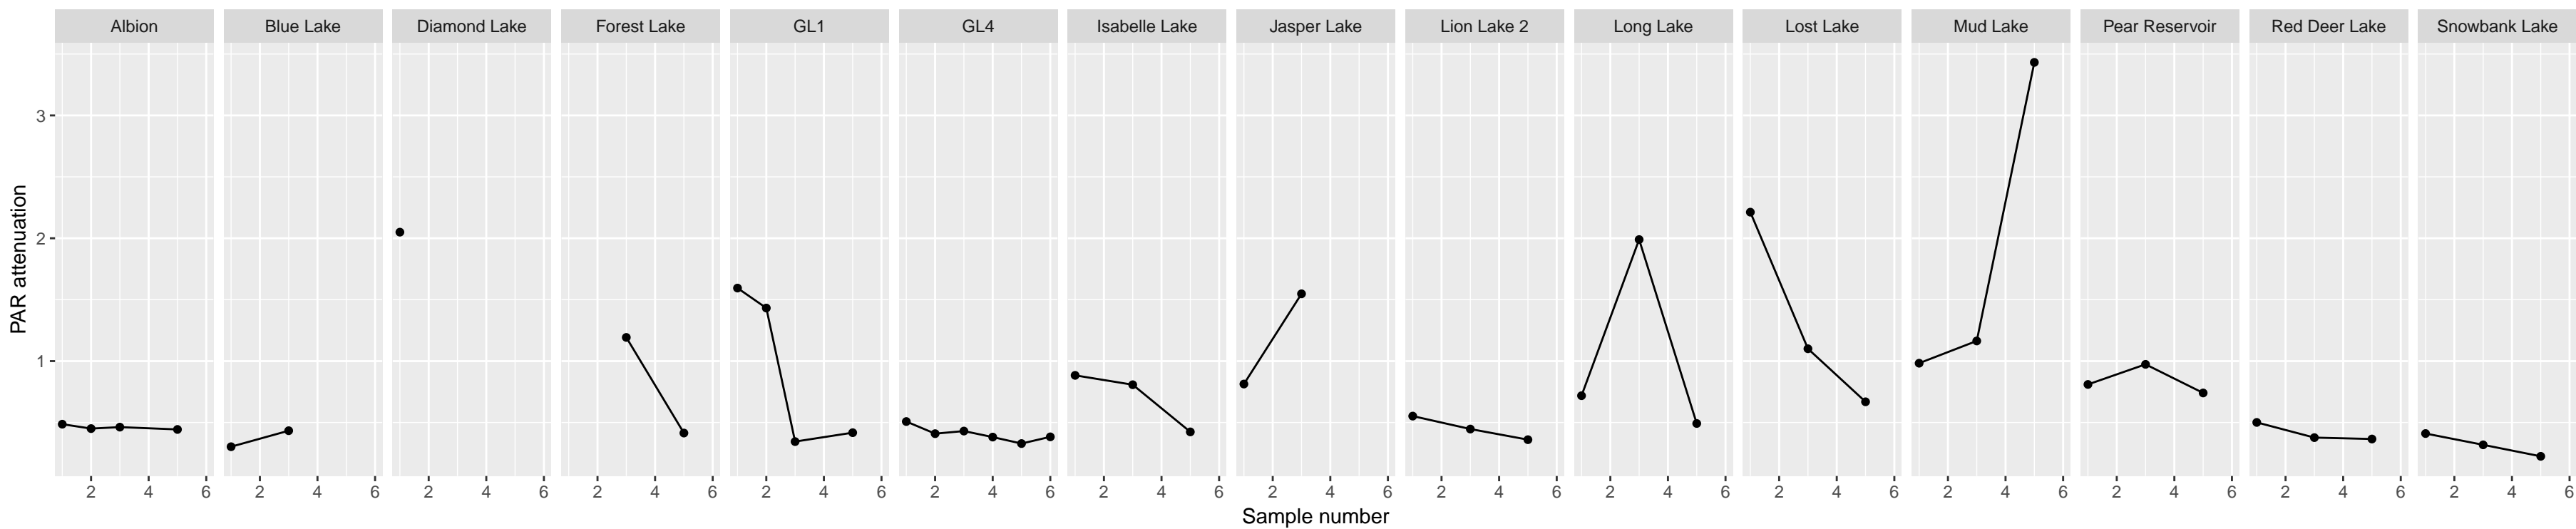 Albion Blue Lake Diamond Lake Forest Lake GL1 GL4 Isabelle Lake Jasper Lake Lion Lake 2 Long Lake Lost Lake Mud Lake Pear Reservoir Red Deer Lake Snowbank Lake
PAR attenuation
3
2
1
2 4 6 2 4 6 2 4 6 2 4 6 2 4 6 2 4 6 2 4 6 2 4 6 2 4 6 2 4 6 2 4 6 2 4 6 2 4 6 2 4 6 2 4 6
Sample number